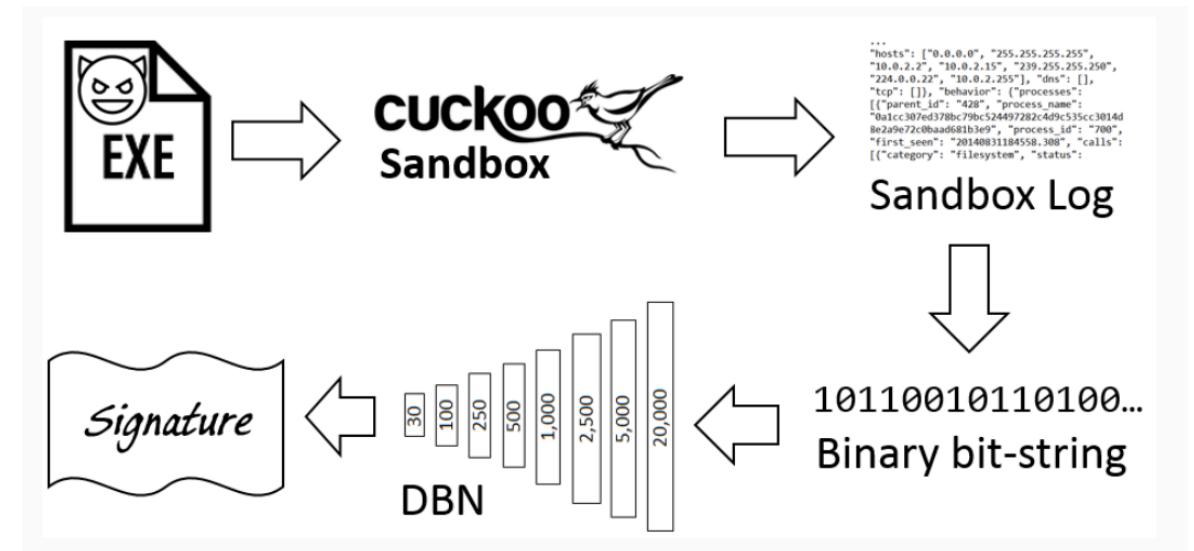 EXE
cuckoo
Sandbox
...
"hosts": ["0.0.0.0", "255.255.255.255",
"10.0.2.2", "10.0.2.15", "239.255.255.250",
"224.0.0.22", "10.0.2.255"], "dns": [],
"tcp": []}, "behavior": {"processes":
[{"parent_id": "428", "process_name":
"0a1cc307ed378bc79bc524497282c4d9c535cc3014d
8e2a9e72c0baad681b3e9", "process_id": "700",
"first_seen": "20140831184558.308", "calls":
[{"category": "filesystem", "status":
Sandbox Log
10110010110100...
Binary bit-string
20,000
5,000
2,500
1,000
500
250
100
30
DBN
Signature